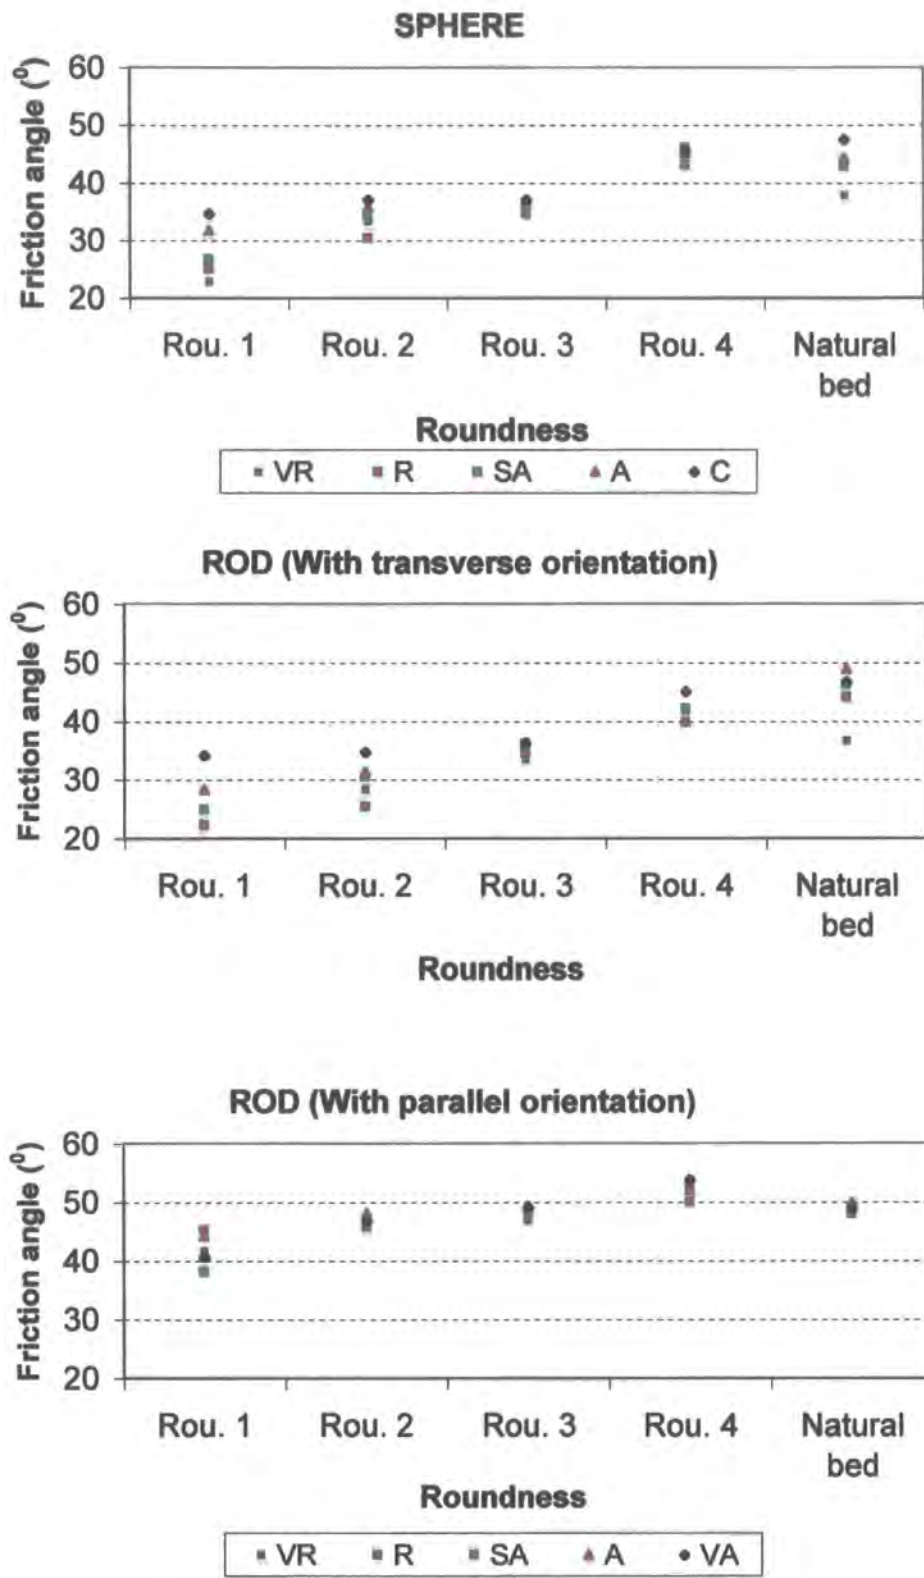 SPHERE
Friction angle (⁰)
60
50
40
30
20
Rou. 1 Rou. 2 Rou. 3 Rou. 4 Natural bed
Roundness
VR R SA A C
ROD (With transverse orientation)
Friction angle (⁰)
60
50
40
30
20
Rou. 1 Rou. 2 Rou. 3 Rou. 4 Natural bed
Roundness
ROD (With parallel orientation)
Friction angle (⁰)
60
50
40
30
20
Rou. 1 Rou. 2 Rou. 3 Rou. 4 Natural bed
Roundness
VR R SA A VA